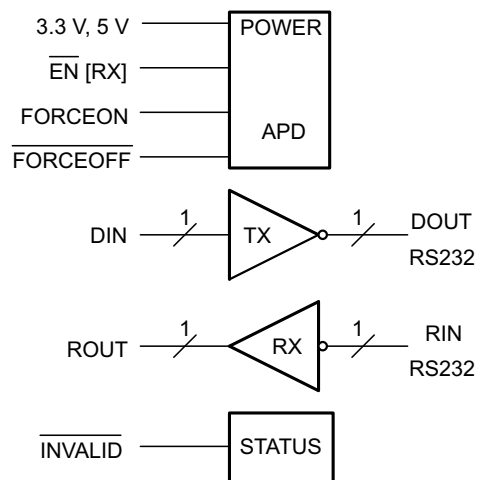 3.3 V, 5 V
POWER
EN [RX]
FORCEON
APD
FORCEOFF
DIN
1
TX
1
DOUT
RS232
ROUT
1
RX
1
RIN
RS232
INVALID
STATUS